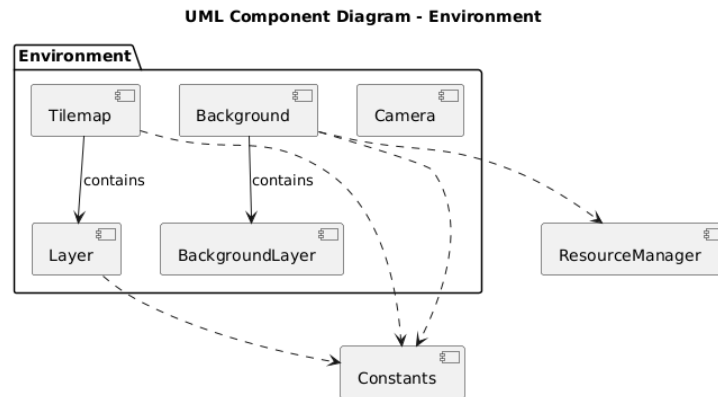 UML Component Diagram - Environment
Environment
Tilemap
Background
Camera
contains
contains
Layer
BackgroundLayer
ResourceManager
Constants